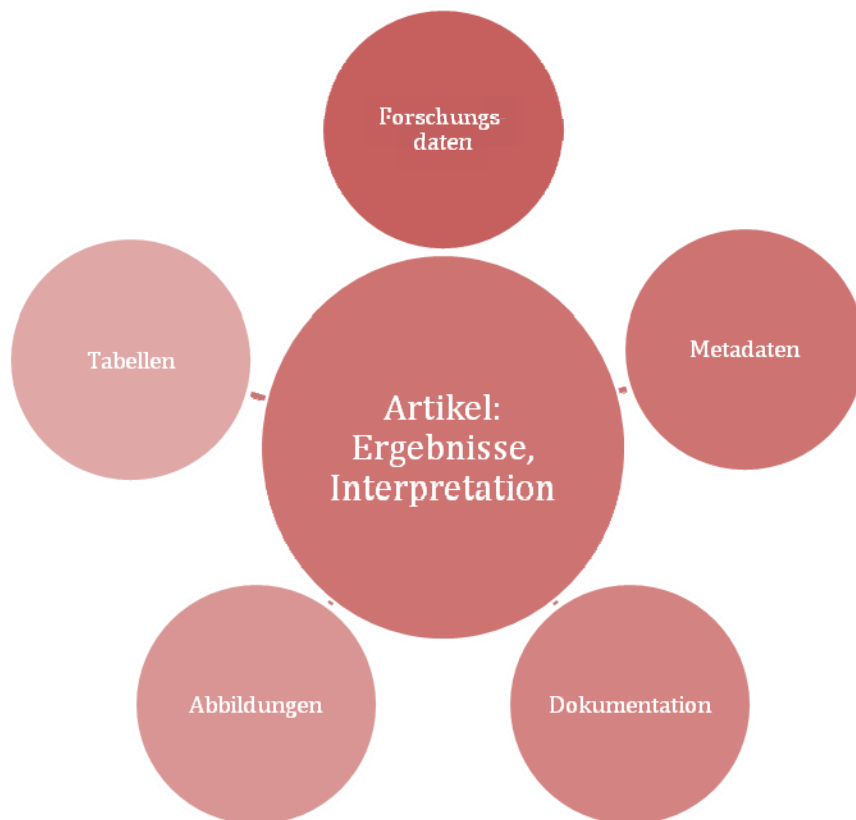 Forschungs-
daten
Tabellen
Metadaten
Artikel:
Ergebnisse,
Interpretation
Abbildungen
Dokumentation